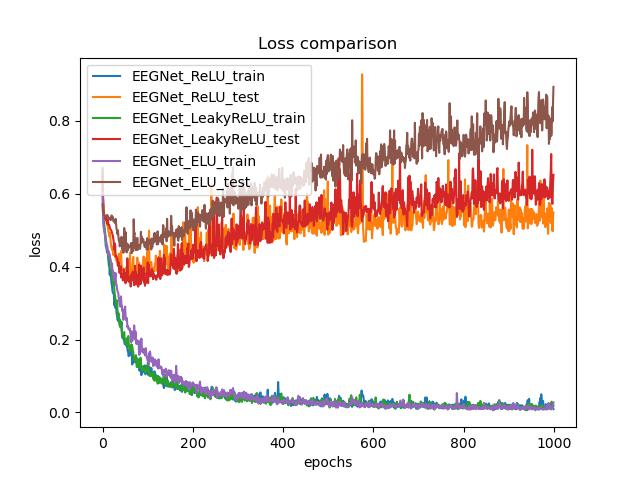 Loss comparison
EEGNet_ReLU_train
EEGNet_ReLU_test
EEGNet_LeakyReLU_train
EEGNet_LeakyReLU_test
EEGNet_ELU_train
EEGNet_ELU_test
0.8
0.6
0.4
0.2
0.0
loss
0 200 400 600 800 1000
epochs